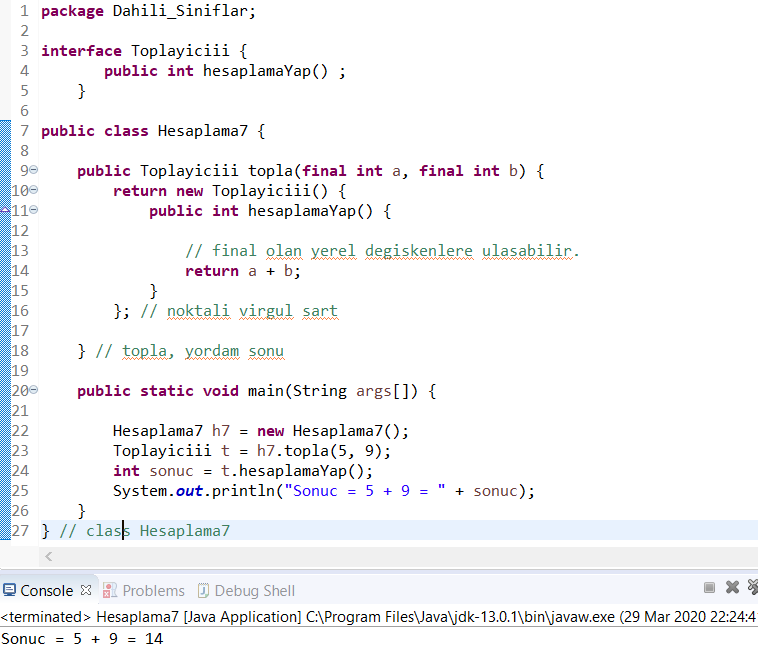 1 package Dahili_Siniflar;
2
3 interface Toplayiciii {
4 public int hesaplamaYap() ;
5 }
6
7 public class Hesaplama7 {
8
9 public Toplayiciii topla(final int a, final int b) {
10 return new Toplayiciii() {
11 public int hesaplamaYap() {
12
13 // final olan yerel degiskenlere ulasabilir.
14 return a + b;
15 }
16 }; // noktali virgul sart
17
18 } // topla, yordam sonu
19
20 public static void main(String args[]) {
21
22 Hesaplama7 h7 = new Hesaplama7();
23 Toplayiciii t = h7.topla(5, 9);
24 int sonuc = t.hesaplamaYap();
25 System.out.println("Sonuc = 5 + 9 = " + sonuc);
26 }
27 } // class Hesaplama7
Console Problems Debug Shell
<terminated> Hesaplama7 [Java Application] C:\Program Files\Java\jdk-13.0.1\bin\javaw.exe (29 Mar 2020 22:24:4
Sonuc = 5 + 9 = 14